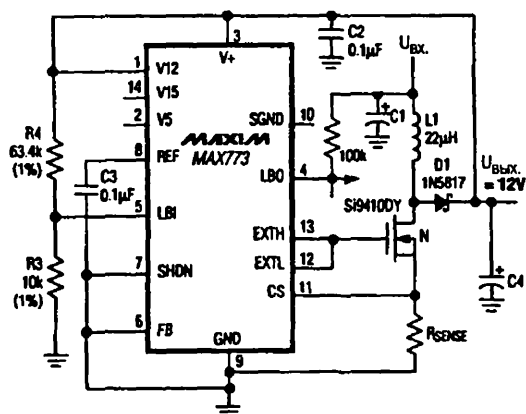 C2
0.1µF
UВХ.
3
V+
1
V12
14
V15
2
V5
SGND
10
C1
L1
22µH
R4
63.4k
(1%)
MAXIM
MAX773
8
REF
100k
D1
1N5817
UВЫХ.
= 12V
C3
0.1µF
LBO
4
Si9410DY
5
LBI
EXTH
13
N
EXTL
12
R3
10k
(1%)
7
SHDN
CS
11
C4
6
FB
RSENSE
GND
9